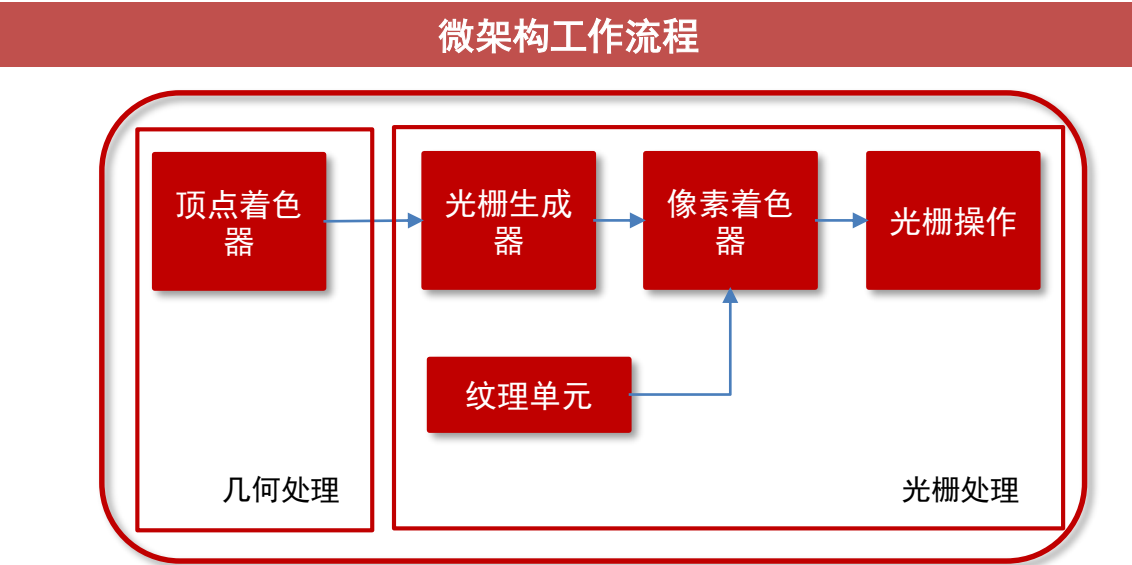 微架构工作流程
顶点着色
器
光栅生成
器
像素着色
器
光栅操作
纹理单元
几何处理
光栅处理